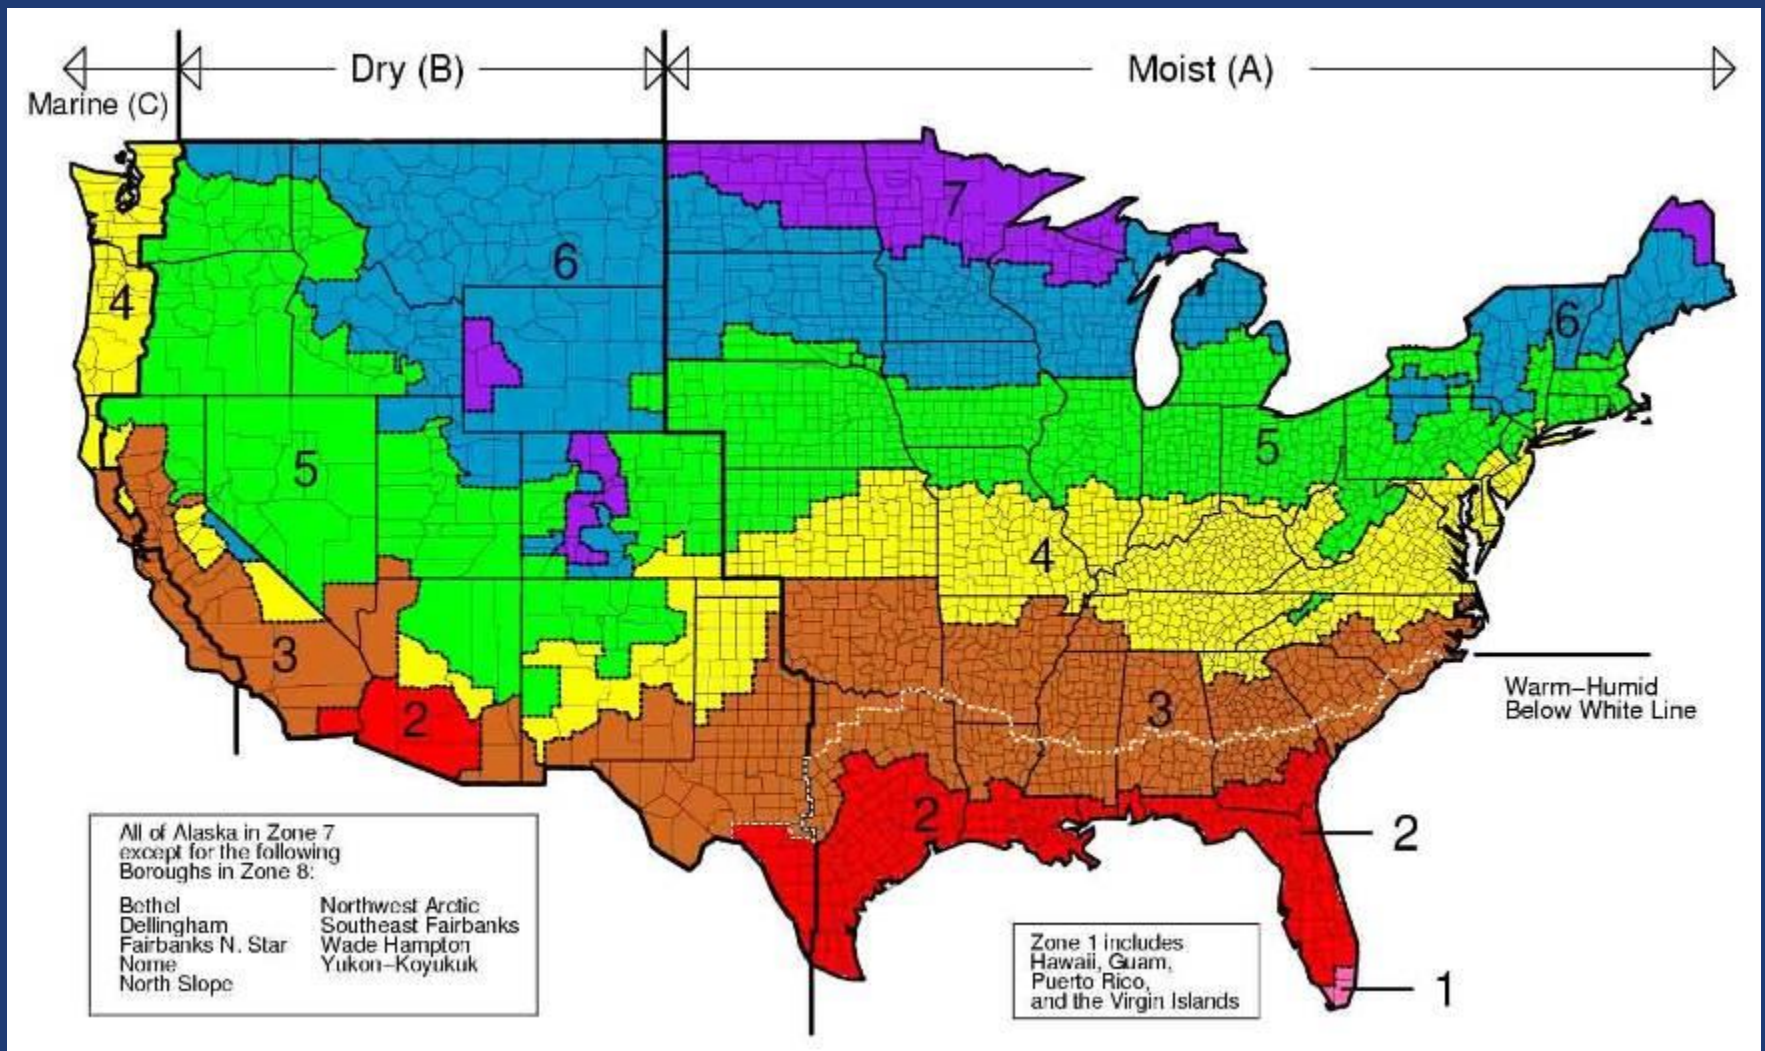 Dry (B)
Moist (A)
Marine (C)
7
6
4
6
5
5
4
3
2
3
2
Warm–Humid
Below White Line
2
1
All of Alaska in Zone 7
except for the following
Boroughs in Zone 8:
Bethel
Dellingham
Fairbanks N. Star
Nome
North Slope
Northwest Arctic
Southeast Fairbanks
Wade Hampton
Yukon–Koyukuk
Zone 1 includes
Hawaii, Guam,
Puerto Rico,
and the Virgin Islands